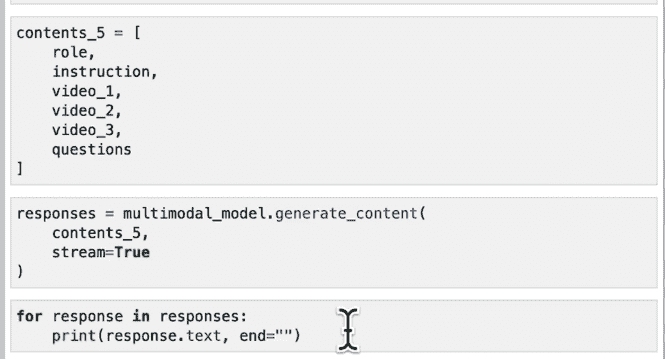 contents_5 = [
    role,
    instruction,
    video_1,
    video_2,
    video_3,
    questions
]
responses = multimodal_model.generate_content(
    contents_5,
    stream=True
)
for response in responses:
    print(response.text, end="")